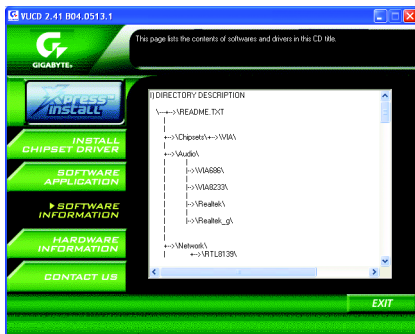 VUCD 2.41 B04.0513.1
GIGABYTE
This page lists the contents of softwares and drivers in this CD title.
Xpress
install
INSTALL
CHIPSET DRIVER
SOFTWARE
APPLICATION
SOFTWARE
INFORMATION
HARDWARE
INFORMATION
CONTACT US
I) DIRECTORY DESCRIPTION
\--+-->\README.TXT
|
+-->\Chipsets\+-->\VIA\
|
+-->\Audio\
| |
| |-->\VIA686\
| |
| |-->\VIA8233\
| |
| |-->\Realtek\
| |
| |-->\Realtek_g\
|
|
+-->\Network\
| +-->\RTL8139\
EXIT